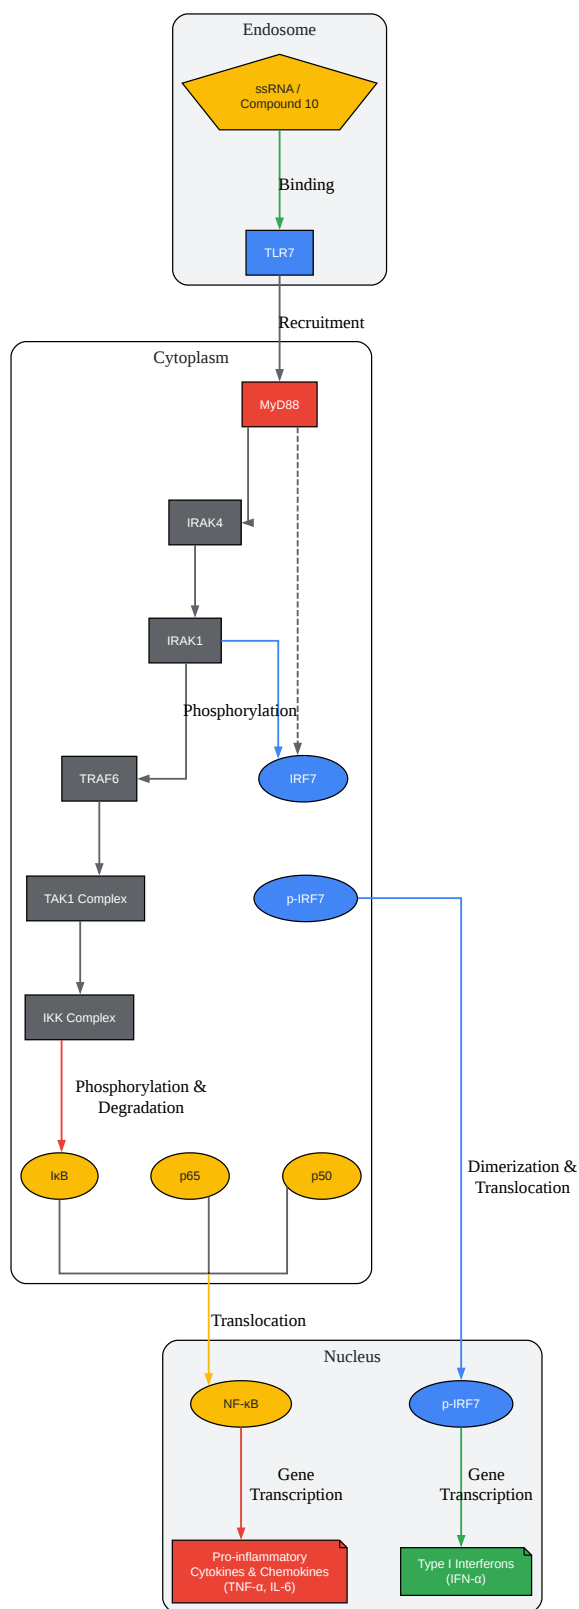 Endosome
ssRNA /
Compound 10
Binding
TLR7
Recruitment
Cytoplasm
MyD88
IRAK4
IRAK1
Phosphorylation
TRAF6
IRF7
TAK1 Complex
p-IRF7
IKK Complex
Phosphorylation &
Degradation
IκB
p65
p50
Dimerization &
Translocation
Translocation
Nucleus
NF-κB
p-IRF7
Gene
Transcription
Gene
Transcription
Pro-inflammatory
Cytokines & Chemokines
(TNF-α, IL-6)
Type I Interferons
(IFN-α)